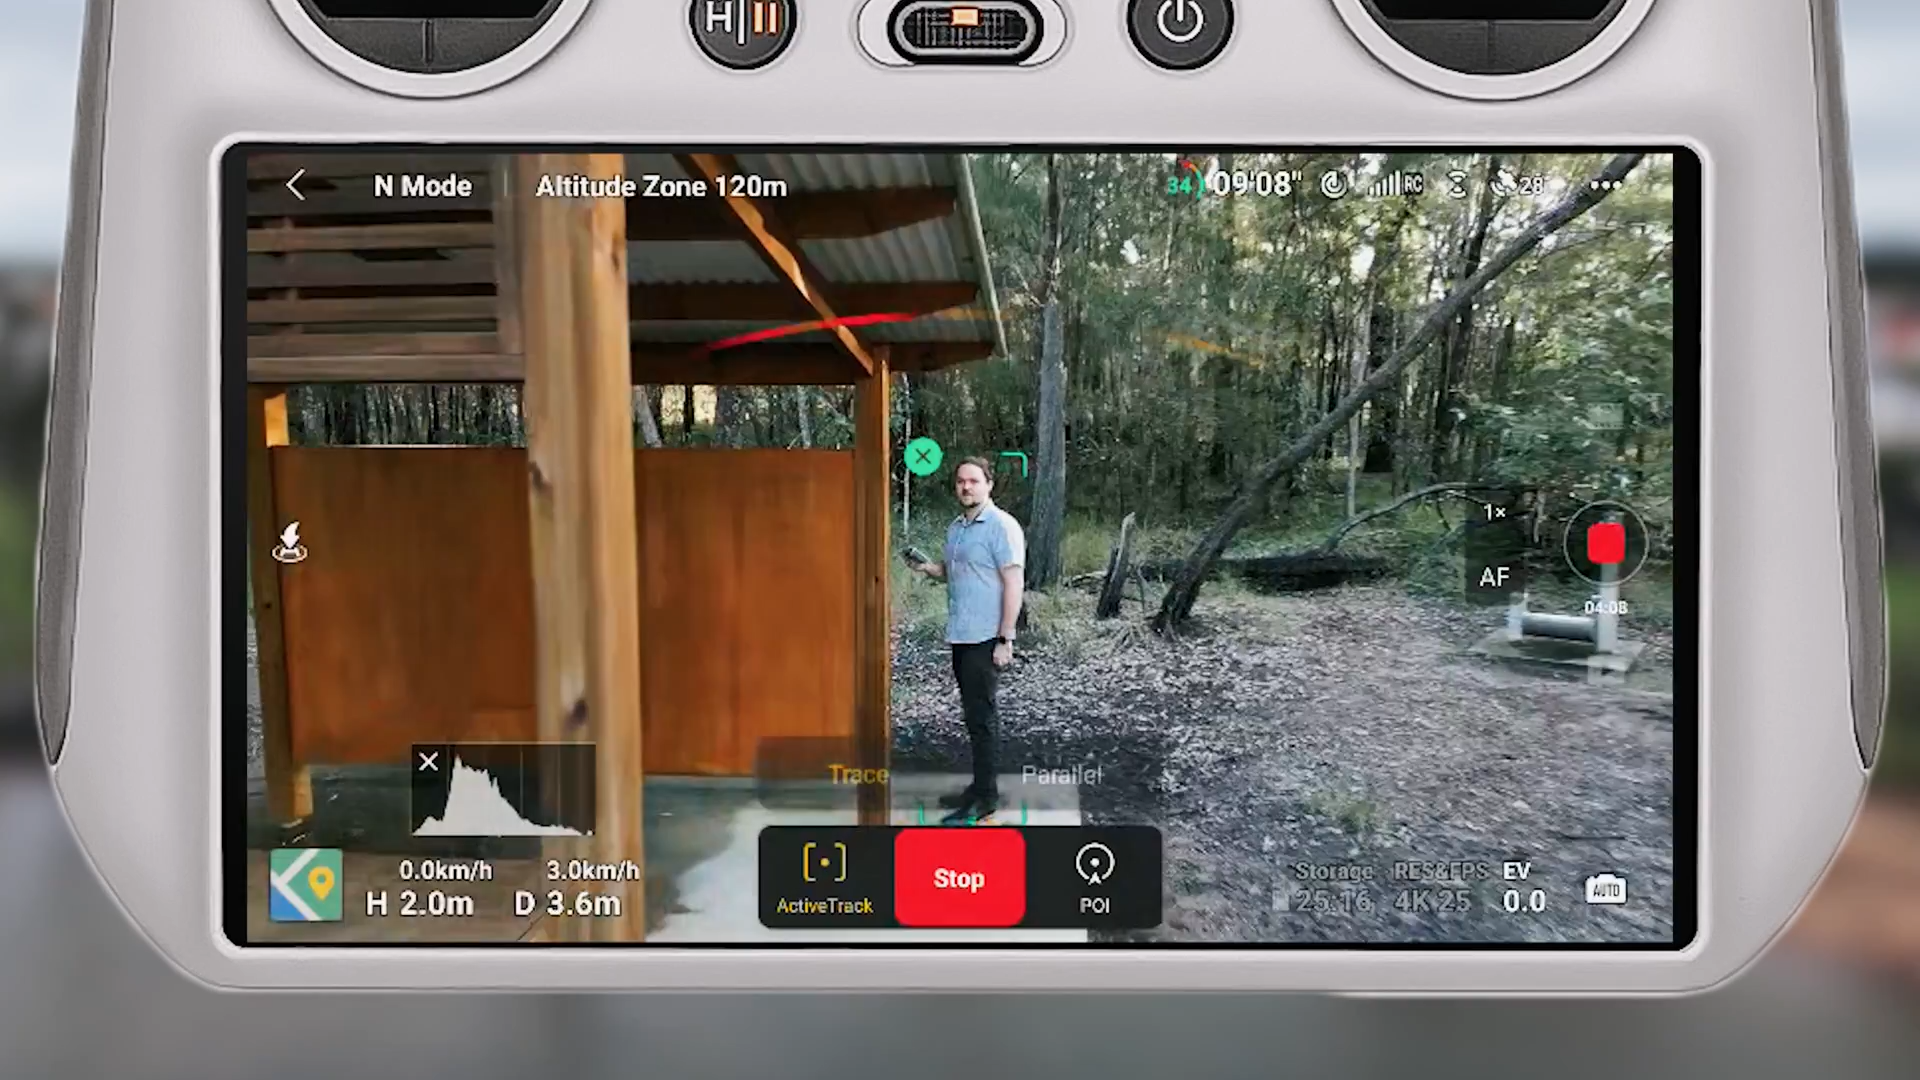 H
N Mode
Altitude Zone 120m
34
09'08"
RC
28
1×
AF
04:08
Trace
Parallel
0.0km/h
3.0km/h
H 2.0m
D 3.6m
ActiveTrack
Stop
POI
Storage
RES&FPS
EV
25:16
4K 25
0.0
AUTO